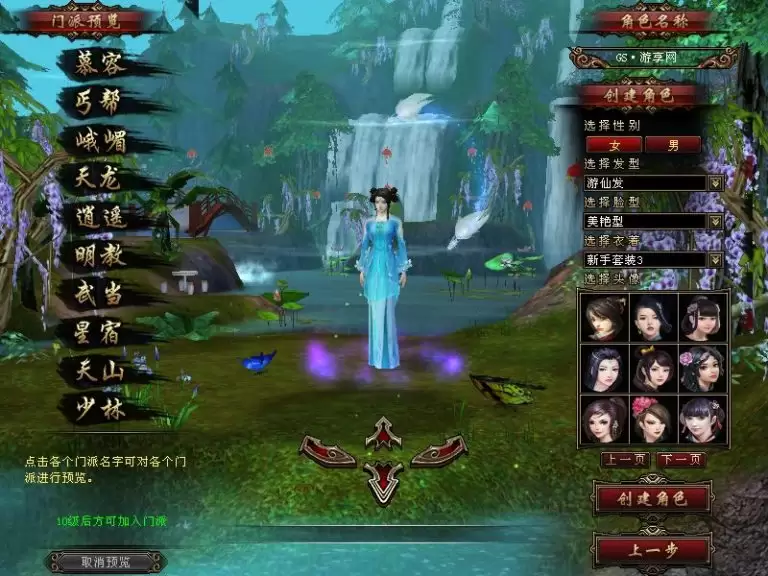 门派预览
慕容
丐帮
峨嵋
天龙
逍遥
明教
武当
星宿
天山
少林
点击各个门派名字可对各个门
派进行预览。
10级后方可加入门派
取消预览
角色名称
GS·游享网
创建角色
选择性别
女 男
选择发型
游仙发
选择脸型
美艳型
选择衣着
新手套装3
选择头像
上一页 下一页
创建角色
上一步